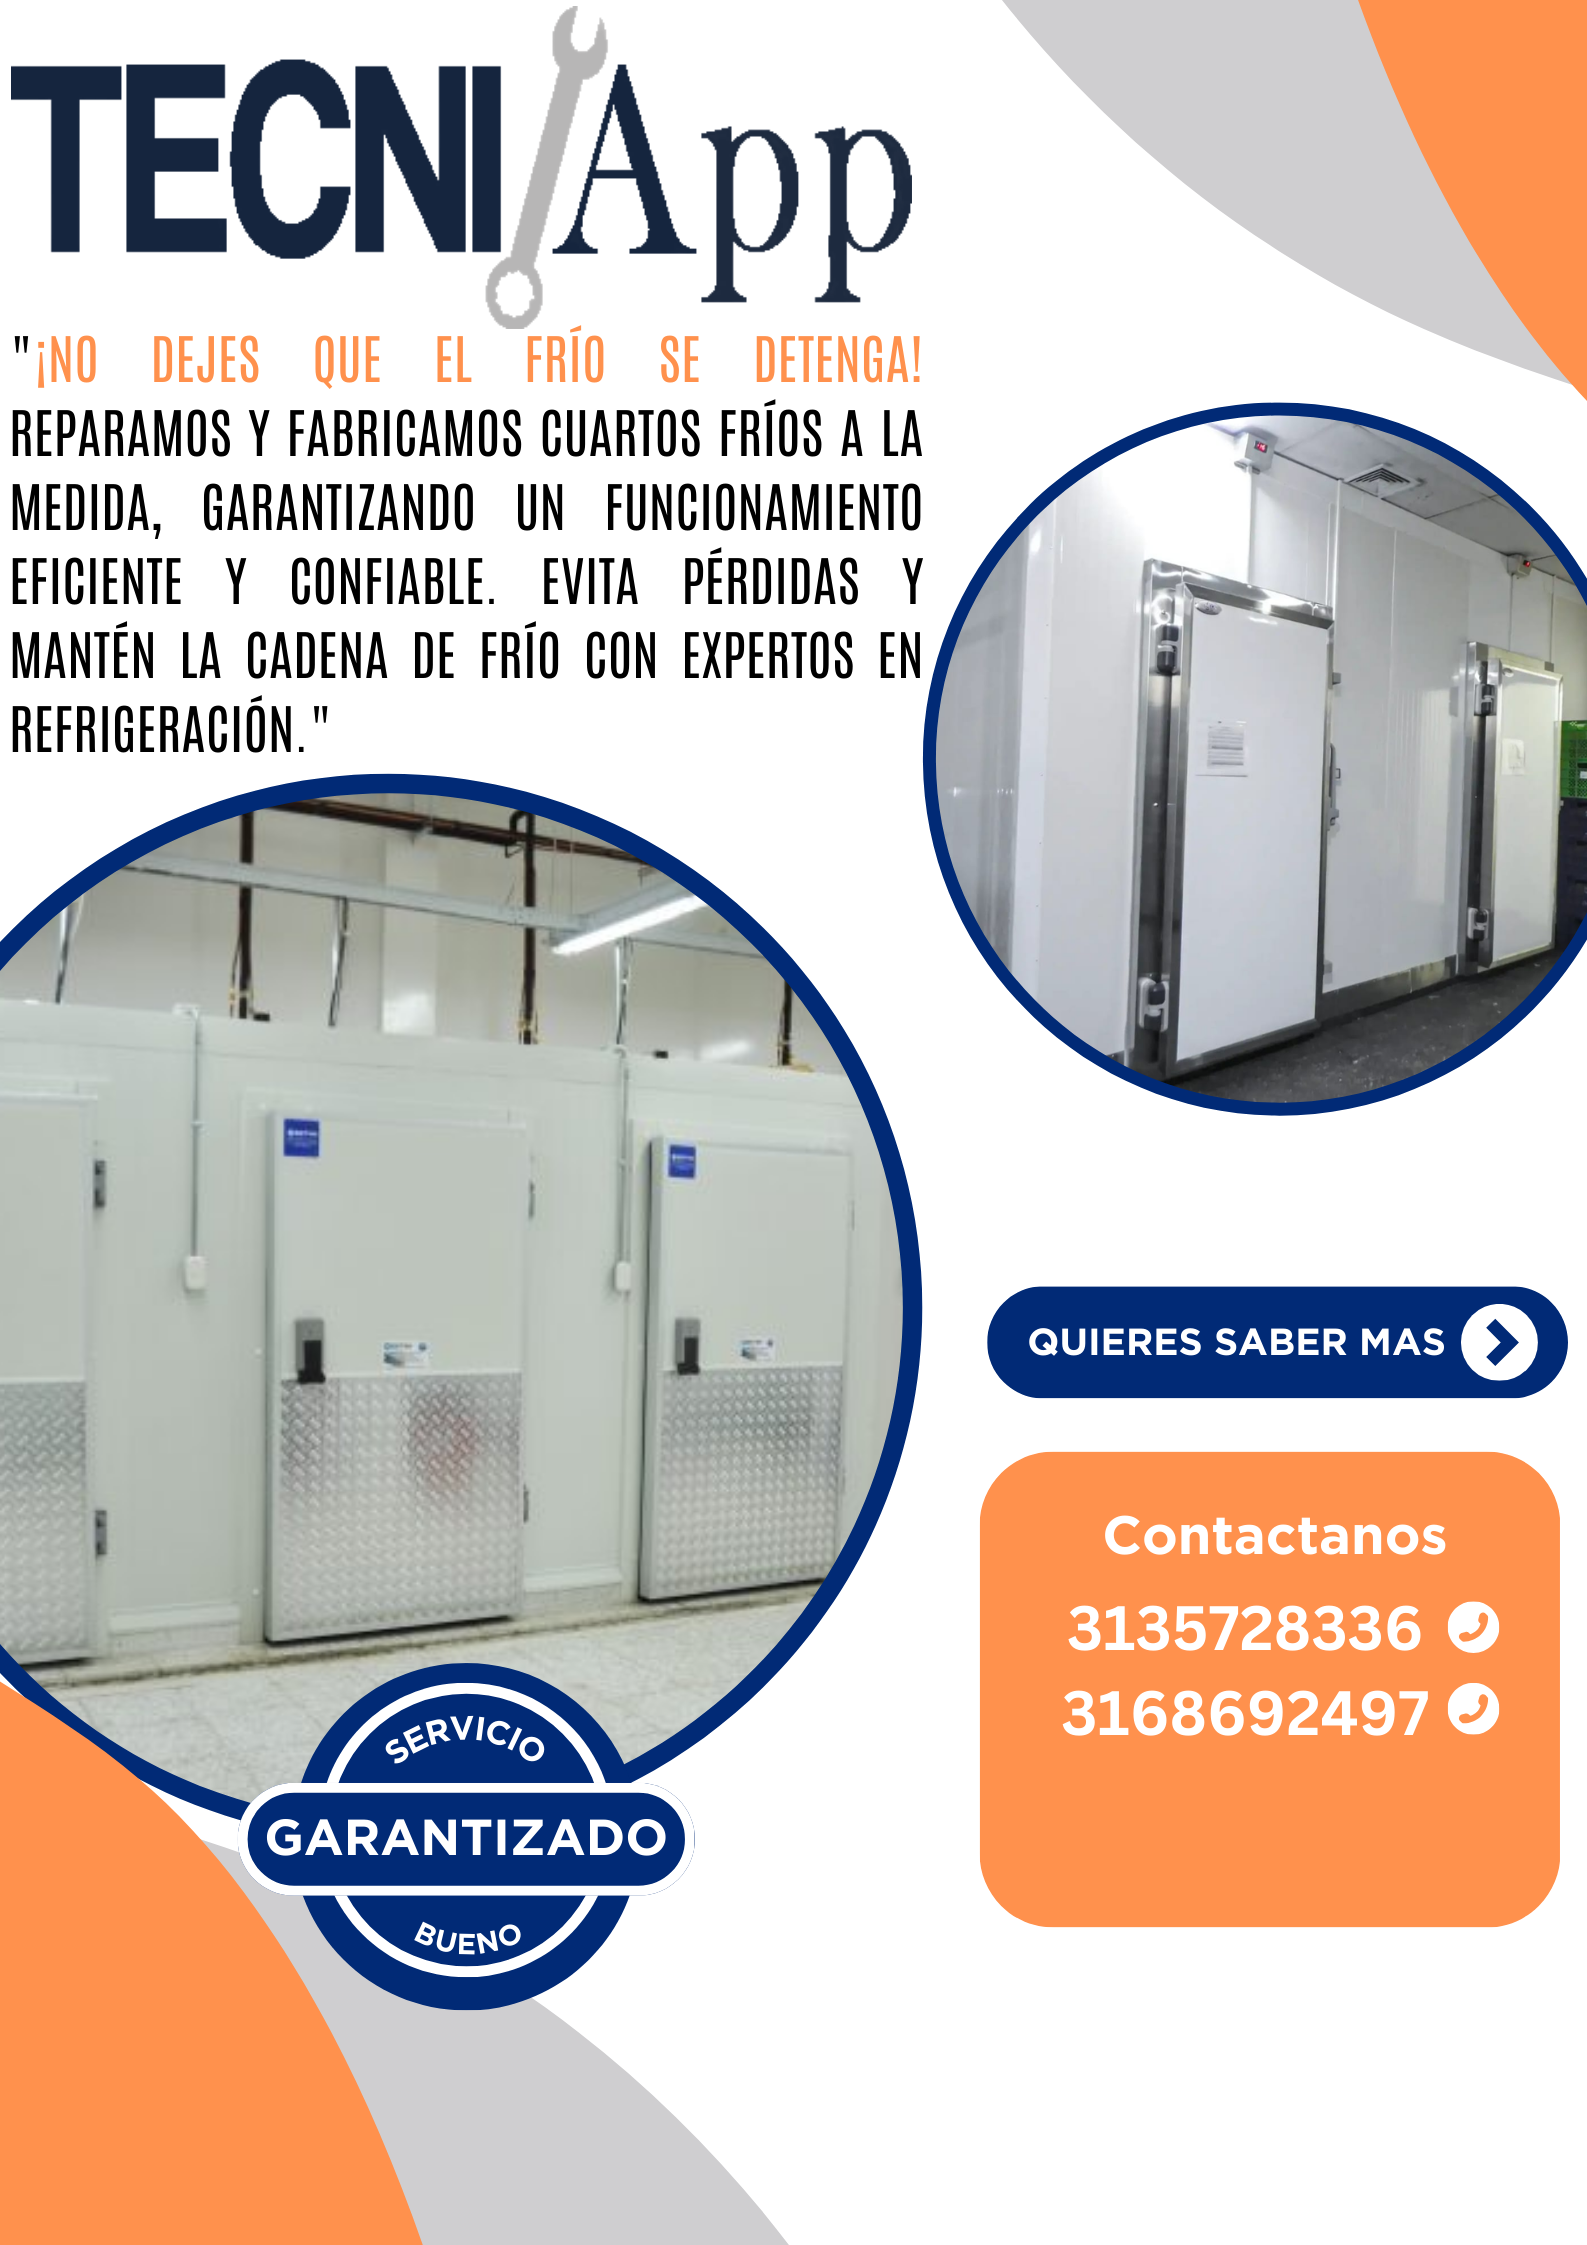 TECNI App
"¡NO DEJES QUE EL FRÍO SE DETENGA!
REPARAMOS Y FABRICAMOS CUARTOS FRÍOS A LA
MEDIDA, GARANTIZANDO UN FUNCIONAMIENTO
EFICIENTE Y CONFIABLE. EVITA PÉRDIDAS Y
MANTÉN LA CADENA DE FRÍO CON EXPERTOS EN
REFRIGERACIÓN."
QUIERES SABER MAS
Contactanos
3135728336
3168692497
SERVICIO
GARANTIZADO
BUENO